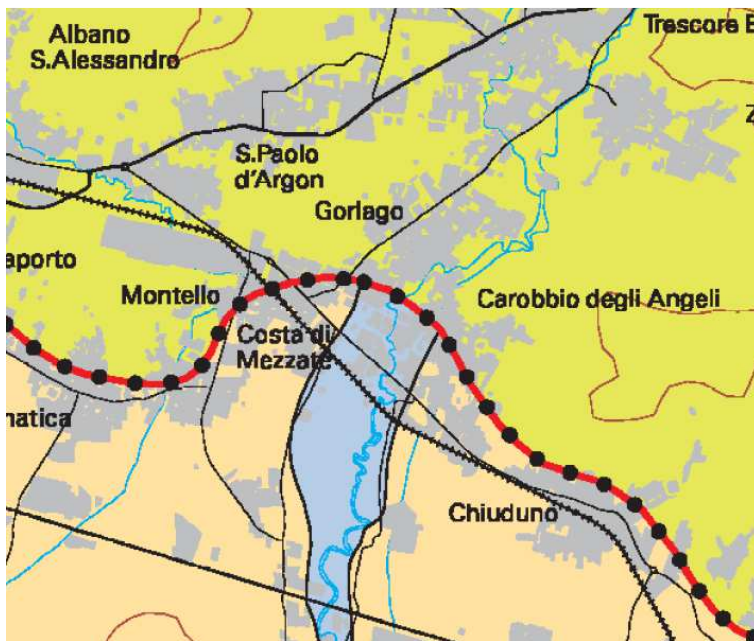 Albano
S.Alessandro
Trescore B
Z
S.Paolo
d'Argon
Gorlago
aporto
Montello
Carobbio degli Angeli
Costa di
Mezzate
natica
Chiuduno